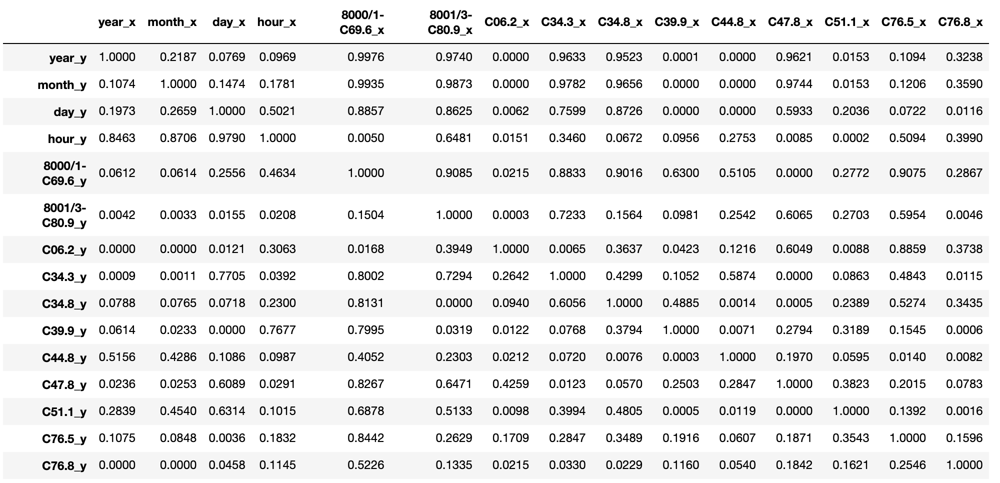 year_x month_x day_x hour_x 8000/1-C69.6_x 8001/3-C80.9_x C06.2_x C34.3_x C34.8_x C39.9_x C44.8_x C47.8_x C51.1_x C76.5_x C76.8_x
year_y 1.0000 0.2187 0.0769 0.0969 0.9976 0.9740 0.0000 0.9633 0.9523 0.0001 0.0000 0.9621 0.0153 0.1094 0.3238
month_y 0.1074 1.0000 0.1474 0.1781 0.9935 0.9873 0.0000 0.9782 0.9656 0.0000 0.0000 0.9744 0.0153 0.1206 0.3590
day_y 0.1973 0.2659 1.0000 0.5021 0.8857 0.8625 0.0062 0.7599 0.8726 0.0000 0.0000 0.5933 0.2036 0.0722 0.0116
hour_y 0.8463 0.8706 0.9790 1.0000 0.0050 0.6481 0.0151 0.3460 0.0672 0.0956 0.2753 0.0085 0.0002 0.5094 0.3990
8000/1-C69.6_y 0.0612 0.0614 0.2556 0.4634 1.0000 0.9085 0.0215 0.8833 0.9016 0.6300 0.5105 0.0000 0.2772 0.9075 0.2867
8001/3-C80.9_y 0.0042 0.0033 0.0155 0.0208 0.1504 1.0000 0.0003 0.7233 0.1564 0.0981 0.2542 0.6065 0.2703 0.5954 0.0046
C06.2_y 0.0000 0.0000 0.0121 0.3063 0.0168 0.3949 1.0000 0.0065 0.3637 0.0423 0.1216 0.6049 0.0088 0.8859 0.3738
C34.3_y 0.0009 0.0011 0.7705 0.0392 0.8002 0.7294 0.2642 1.0000 0.4299 0.1052 0.5874 0.0000 0.0863 0.4843 0.0115
C34.8_y 0.0788 0.0765 0.0718 0.2300 0.8131 0.0000 0.0940 0.6056 1.0000 0.4885 0.0014 0.0005 0.2389 0.5274 0.3435
C39.9_y 0.0614 0.0233 0.0000 0.7677 0.7995 0.0319 0.0122 0.0768 0.3794 1.0000 0.0071 0.2794 0.3189 0.1545 0.0006
C44.8_y 0.5156 0.4286 0.1086 0.0987 0.4052 0.2303 0.0212 0.0720 0.0076 0.0003 1.0000 0.1970 0.0595 0.0140 0.0082
C47.8_y 0.0236 0.0253 0.6089 0.0291 0.8267 0.6471 0.4259 0.0123 0.0570 0.2503 0.2847 1.0000 0.3823 0.2015 0.0783
C51.1_y 0.2839 0.4540 0.6314 0.1015 0.6878 0.5133 0.0098 0.3994 0.4805 0.0005 0.0119 0.0000 1.0000 0.1392 0.0016
C76.5_y 0.1075 0.0848 0.0036 0.1832 0.8442 0.2629 0.1709 0.2847 0.3489 0.1916 0.0607 0.1871 0.3543 1.0000 0.1596
C76.8_y 0.0000 0.0000 0.0458 0.1145 0.5226 0.1335 0.0215 0.0330 0.0229 0.1160 0.0540 0.1842 0.1621 0.2546 1.0000